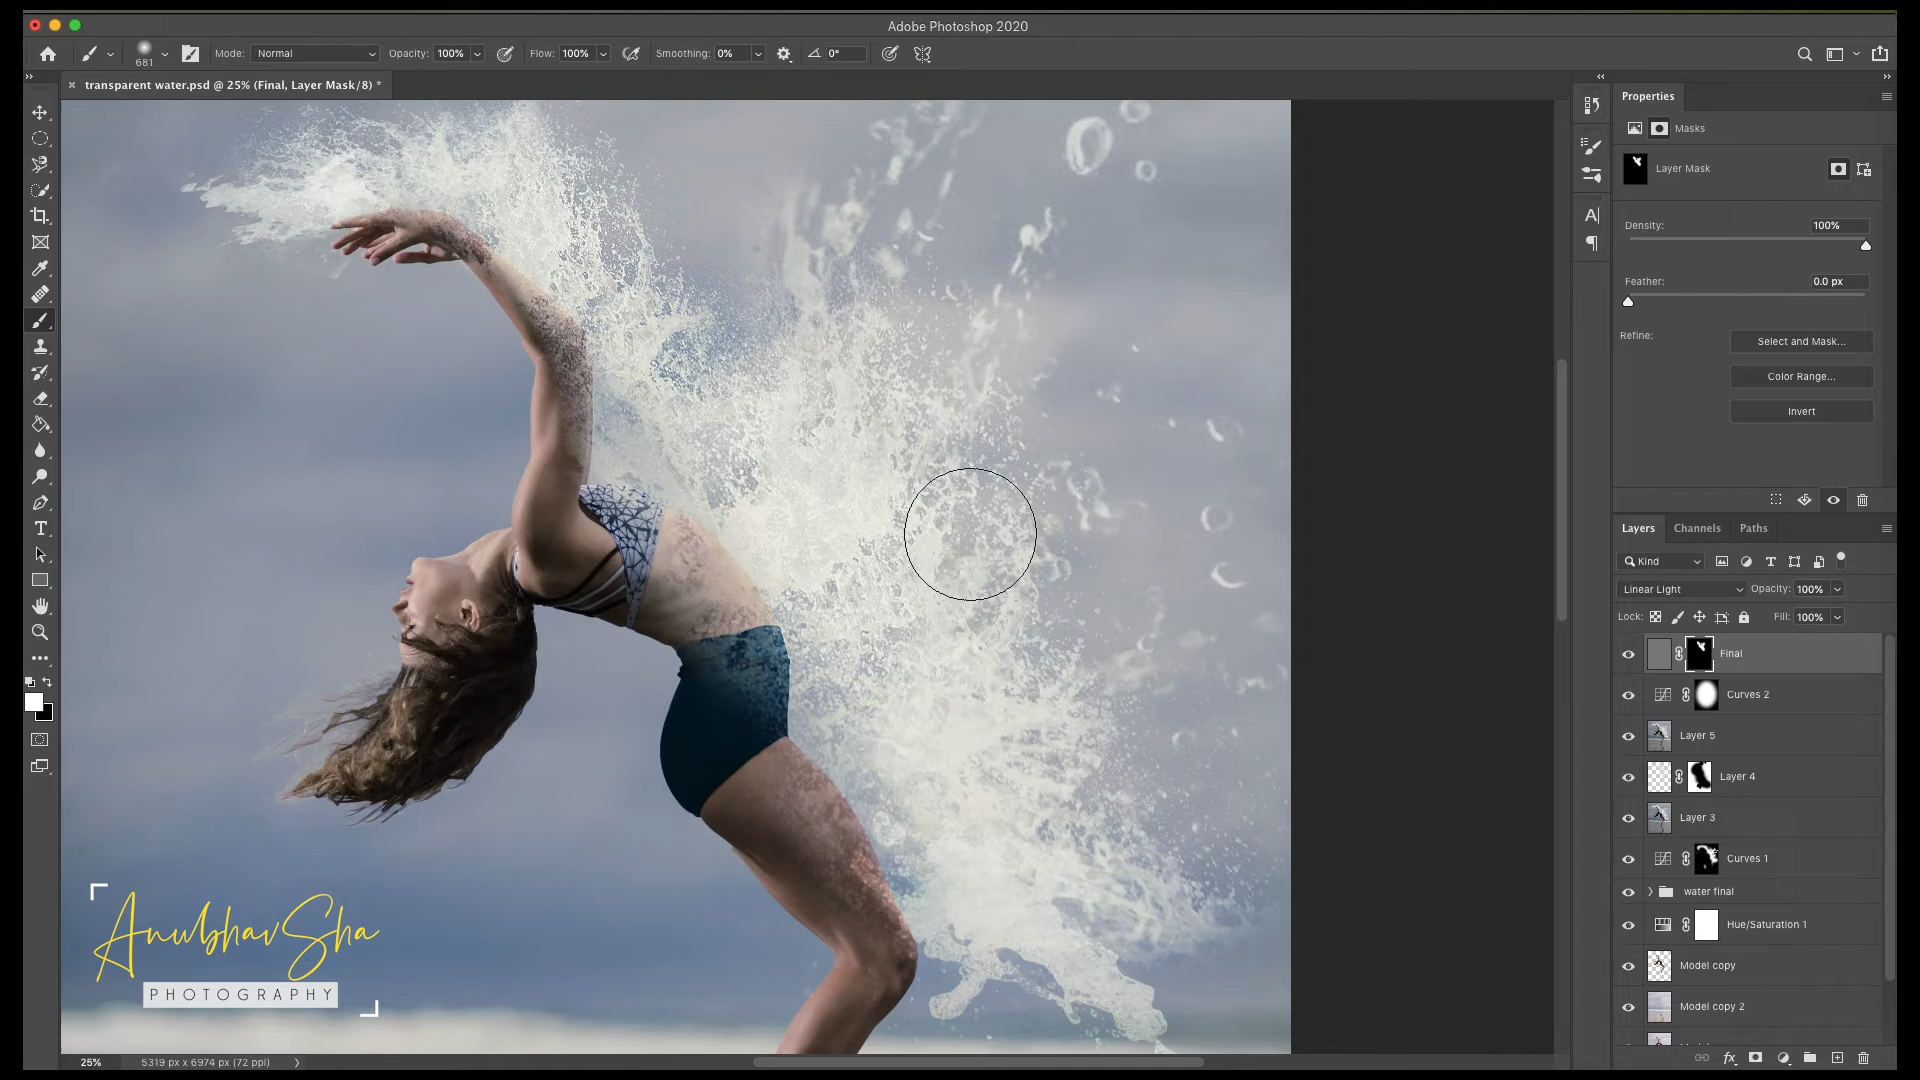 Adobe Photoshop 2020
681
Mode: Normal
Opacity: 100%
Flow: 100%
Smoothing: 0%
0°
transparent water.psd @ 25% (Final, Layer Mask/8) *
Properties
Masks
Layer Mask
Density: 100%
Feather: 0.0 px
Refine:
Select and Mask...
Color Range...
Invert
Layers Channels Paths
Kind
Linear Light
Opacity: 100%
Lock:
Fill: 100%
Final
Curves 2
Layer 5
Layer 4
Layer 3
Curves 1
water final
Hue/Saturation 1
Model copy
Model copy 2
AnubhavSha
PHOTOGRAPHY
25%
5319 px x 6974 px (72 ppi)